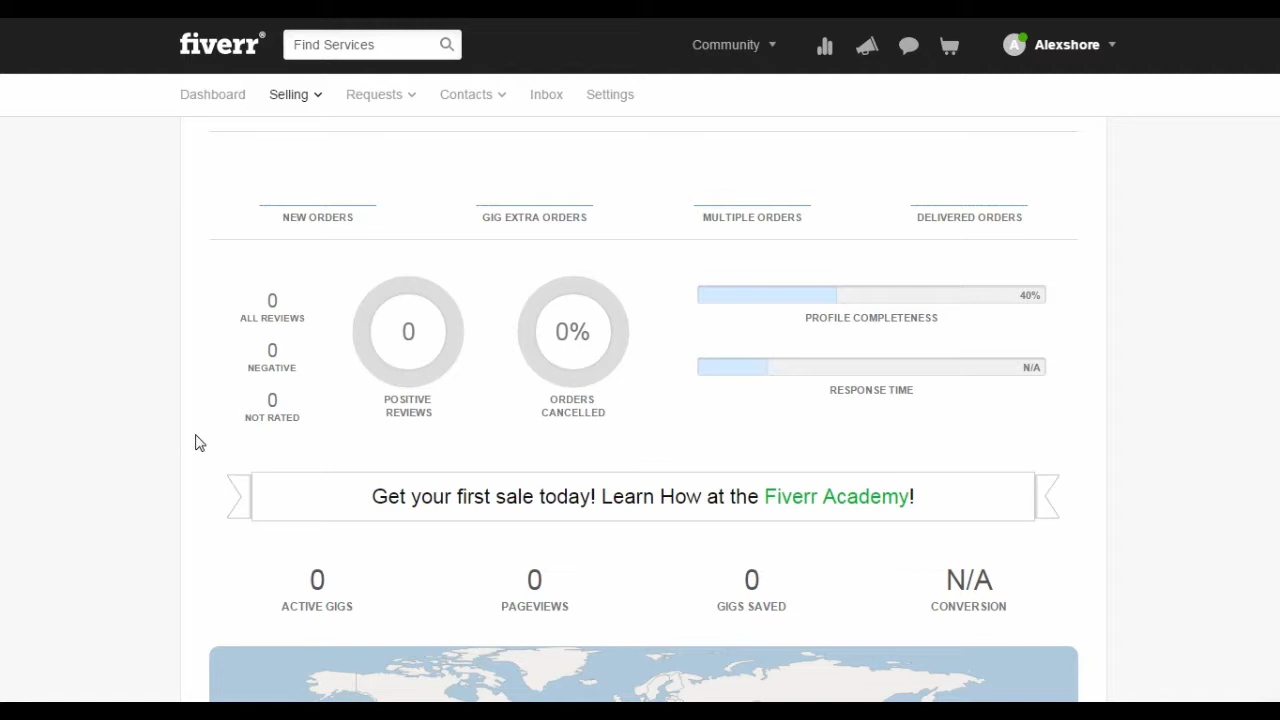 fiverr®
Find Services
Community
A
Alexshore
Dashboard Selling Requests Contacts Inbox Settings
NEW ORDERS GIG EXTRA ORDERS MULTIPLE ORDERS DELIVERED ORDERS
0
ALL REVIEWS
0
NEGATIVE
0
NOT RATED
0
POSITIVE
REVIEWS
0%
ORDERS
CANCELLED
40%
PROFILE COMPLETENESS
N/A
RESPONSE TIME
Get your first sale today! Learn How at the Fiverr Academy!
0 0 0 N/A
ACTIVE GIGS PAGEVIEWS GIGS SAVED CONVERSION